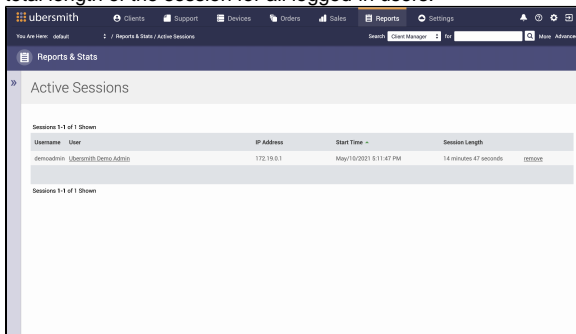 total length of the session for all logged-in users.
ubersmith Clients Support Devices Orders Sales Reports Settings
You Are Here: default / Reports & Stats / Active Sessions Search Client Manager for More Advance
Reports & Stats
Active Sessions
Sessions 1-1 of 1 Shown
Username User IP Address Start Time Session Length
demoadmin Ubersmith Demo Admin 172.19.0.1 May/10/2021 5:11:47 PM 14 minutes 47 seconds remove
Sessions 1-1 of 1 Shown